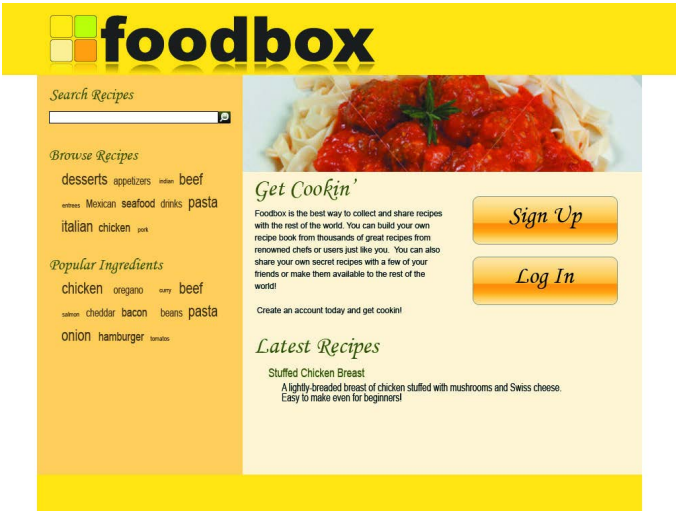 foodbox
Search Recipes
Browse Recipes
desserts appetizers indian beef
entrees Mexican seafood drinks pasta
italian chicken pork
Popular Ingredients
chicken oregano curry beef
salmon cheddar bacon beans pasta
onion hamburger tomatos
Get Cookin’
Foodbox is the best way to collect and share recipes
with the rest of the world. You can build your own
recipe book from thousands of great recipes from
renowned chefs or users just like you. You can also
share your own secret recipes with a few of your
friends or make them available to the rest of the
world!
Create an account today and get cookin!
Sign Up
Log In
Latest Recipes
Stuffed Chicken Breast
A lightly-breaded breast of chicken stuffed with mushrooms and Swiss cheese.
Easy to make even for beginners!